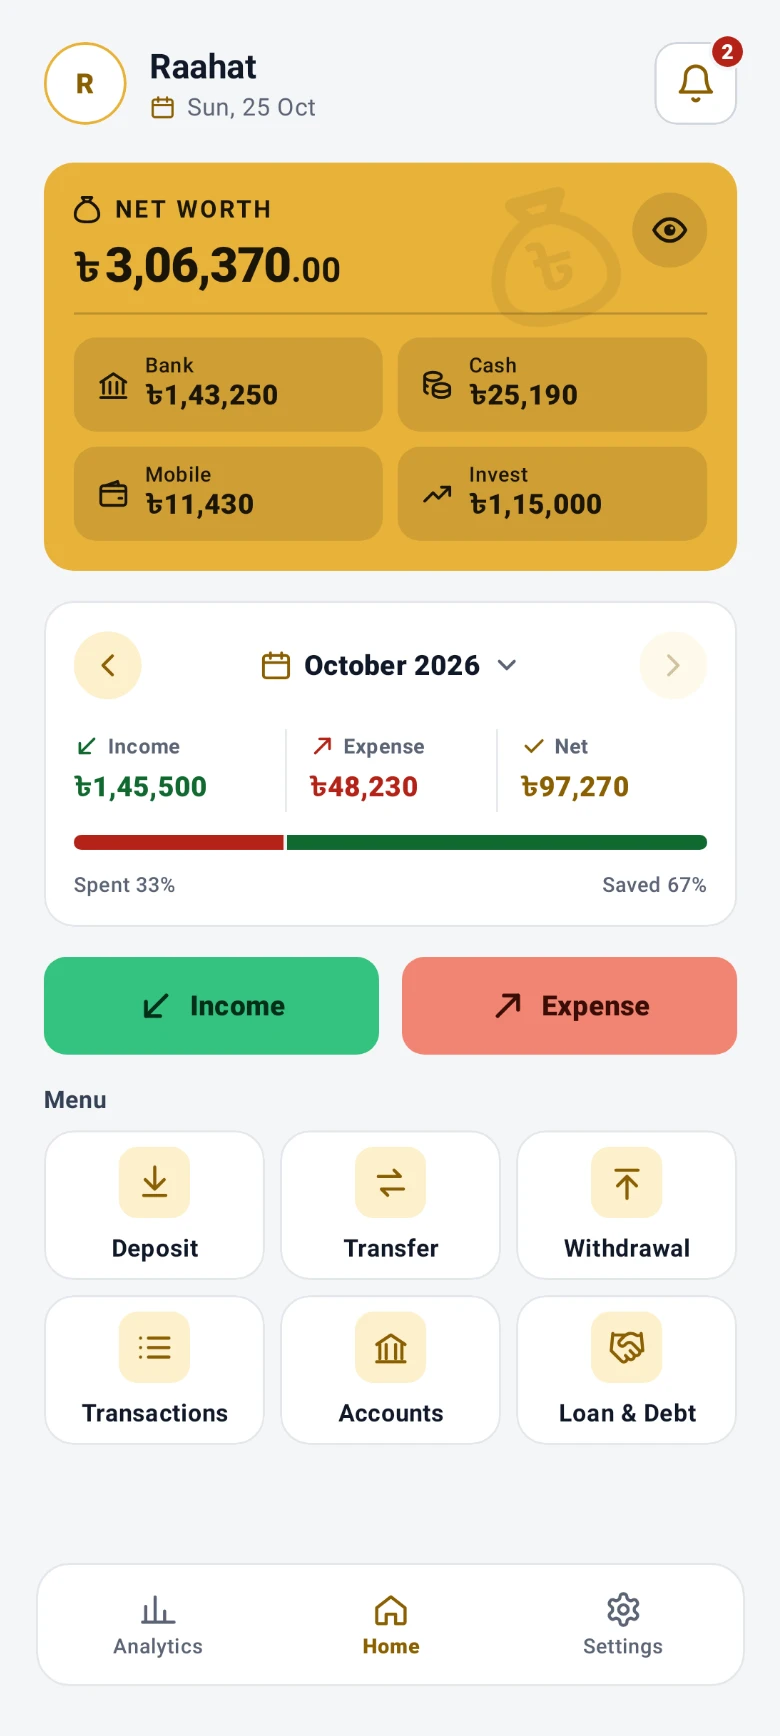 R
Raahat
Sun, 25 Oct
2
NET WORTH
৳3,06,370.00
৳
Bank
৳1,43,250
Cash
৳25,190
Mobile
৳11,430
Invest
৳1,15,000
October 2026
Income
৳1,45,500
Expense
৳48,230
Net
৳97,270
Spent 33%
Saved 67%
Income
Expense
Menu
Deposit
Transfer
Withdrawal
Transactions
Accounts
Loan & Debt
Analytics
Home
Settings